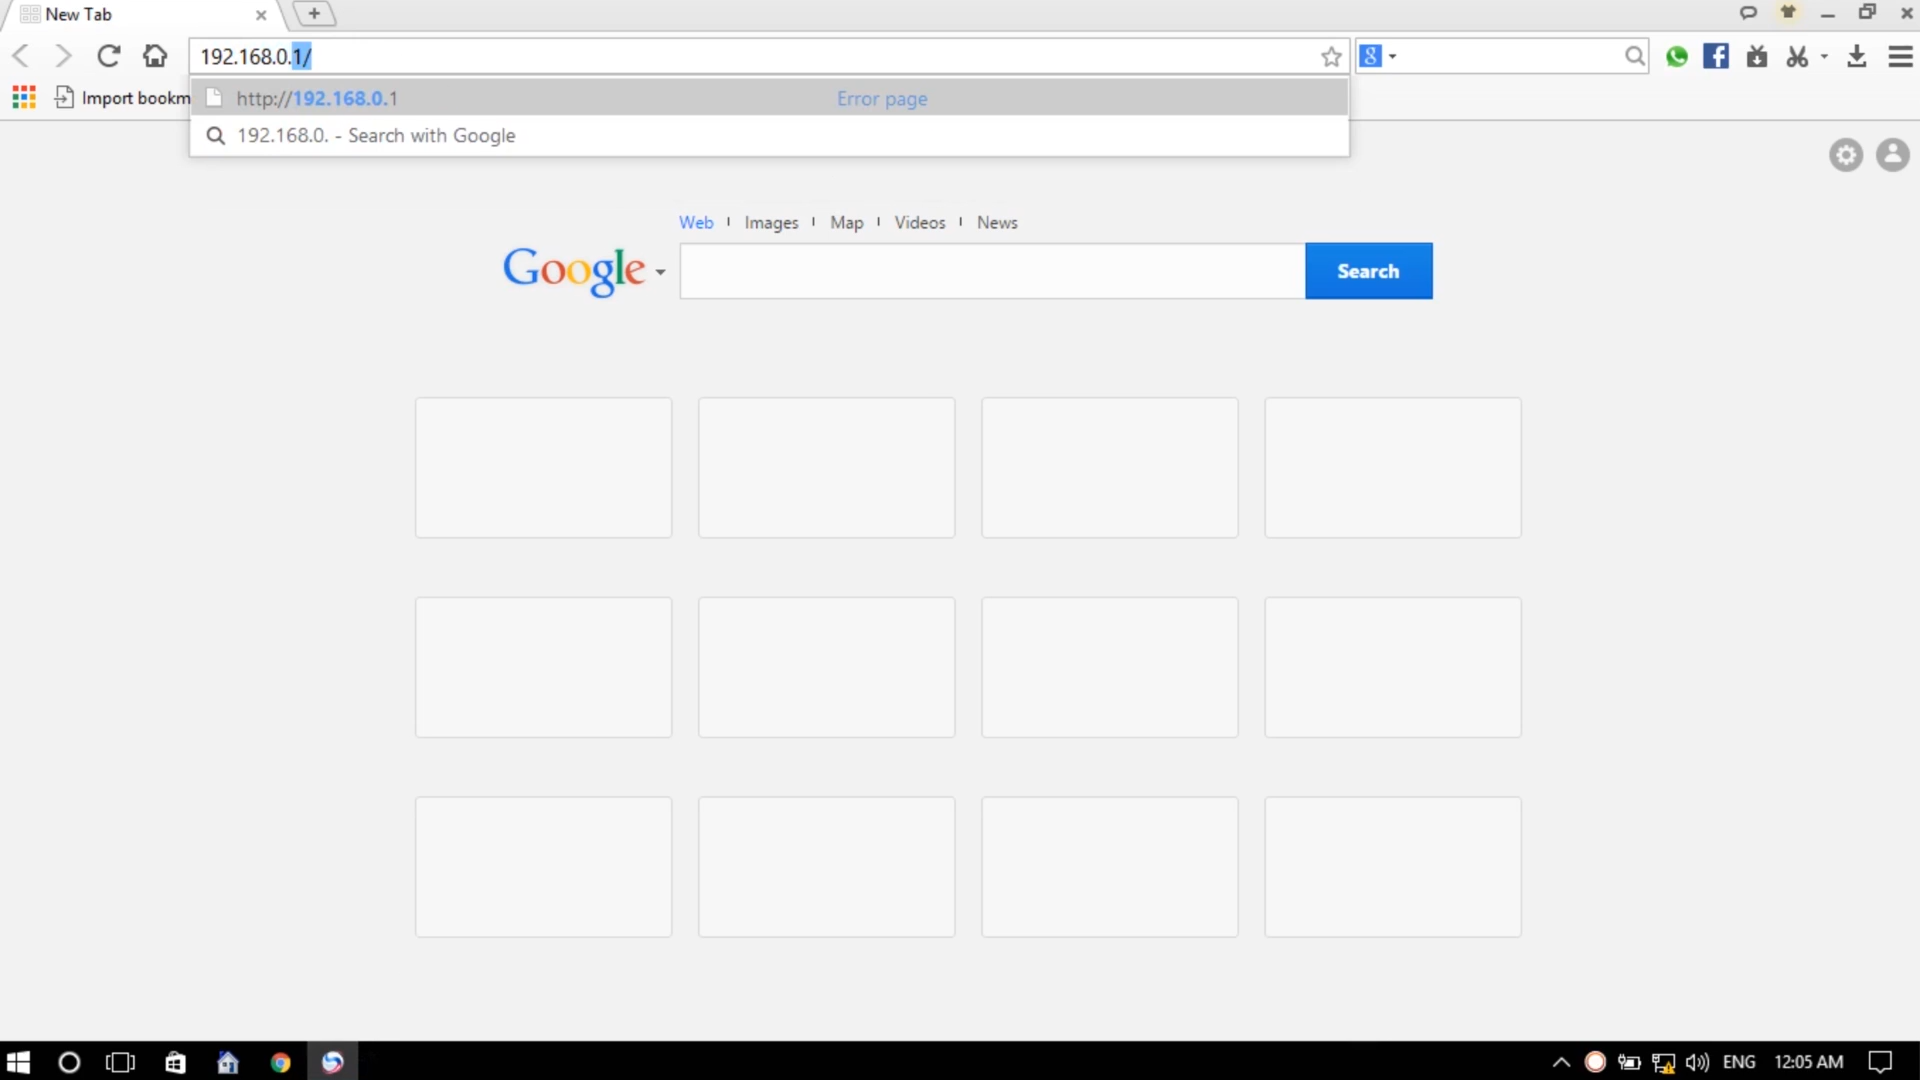 New Tab
192.168.0.1/
Import bookm
http://192.168.0.1 Error page
192.168.0. - Search with Google
Web Images Map Videos News
Google Search
ENG 12:05 AM